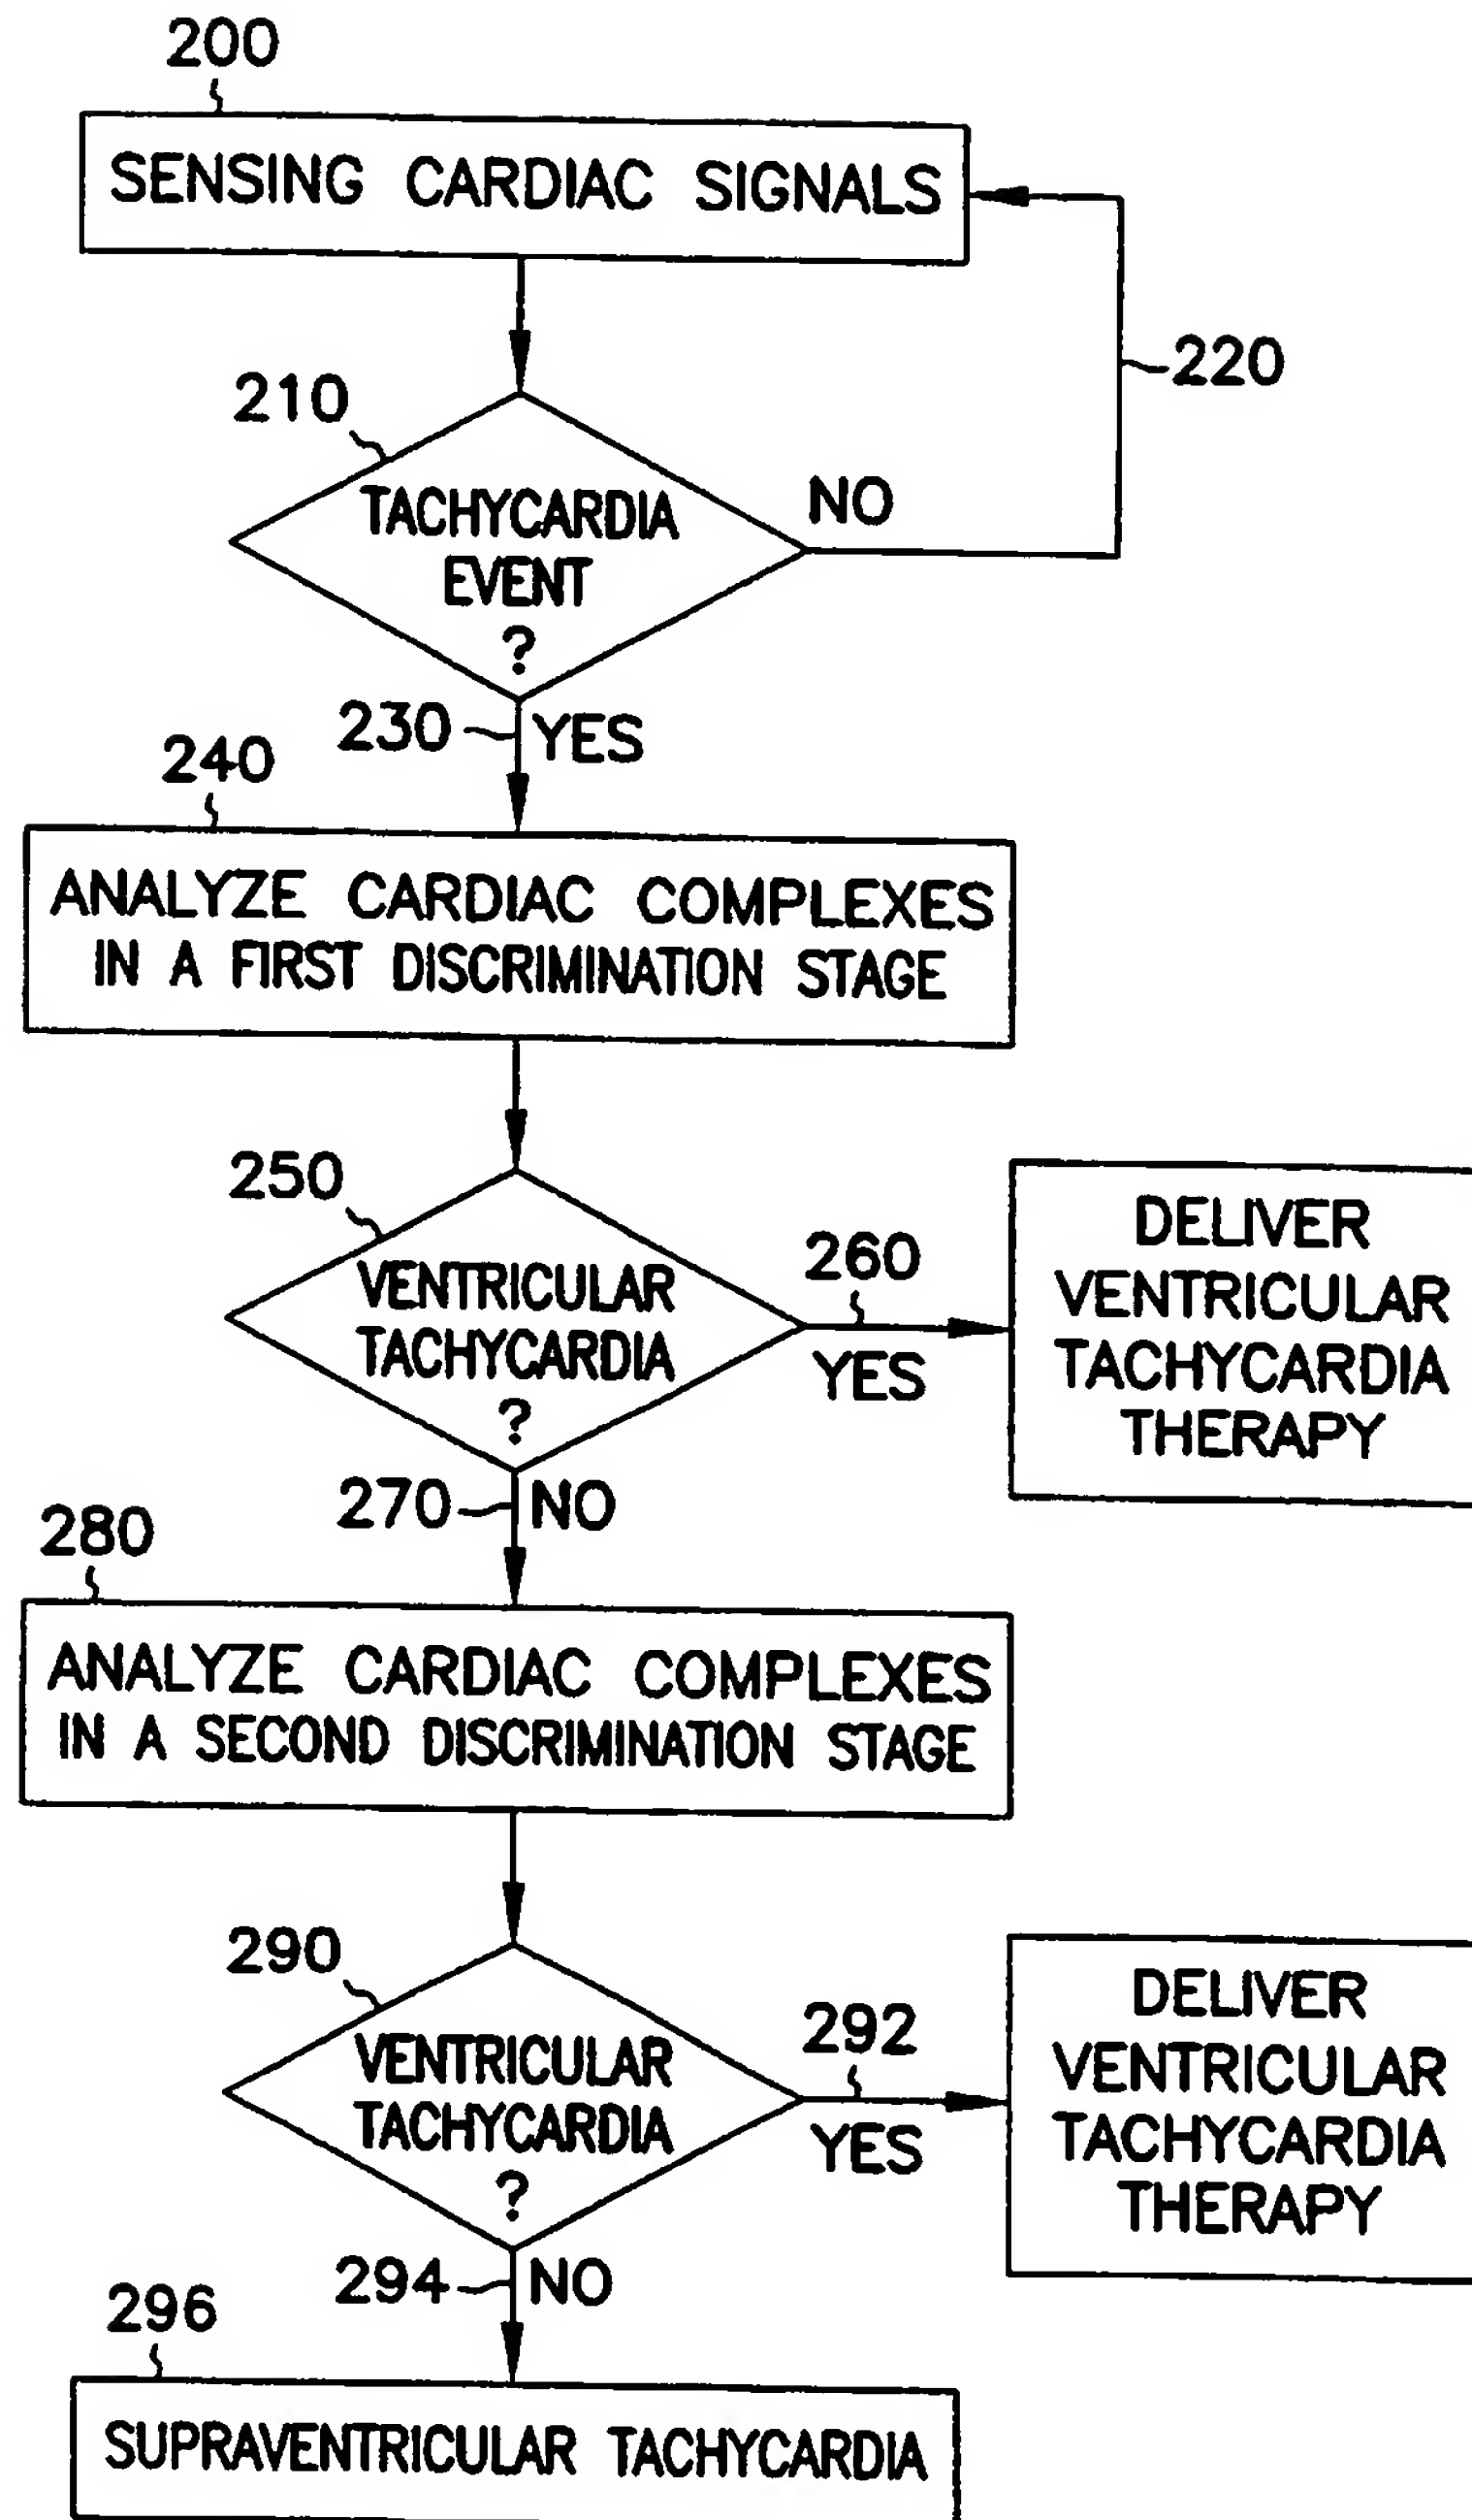 200
SENSING CARDIAC SIGNALS
220
210
TACHYCARDIA
EVENT
?
NO
230
YES
240
ANALYZE CARDIAC COMPLEXES
IN A FIRST DISCRIMINATION STAGE
250
VENTRICULAR
TACHYCARDIA
?
260
YES
DELIVER
VENTRICULAR
TACHYCARDIA
THERAPY
270
NO
280
ANALYZE CARDIAC COMPLEXES
IN A SECOND DISCRIMINATION STAGE
290
VENTRICULAR
TACHYCARDIA
?
292
YES
DELIVER
VENTRICULAR
TACHYCARDIA
THERAPY
294
NO
296
SUPRAVENTRICULAR TACHYCARDIA